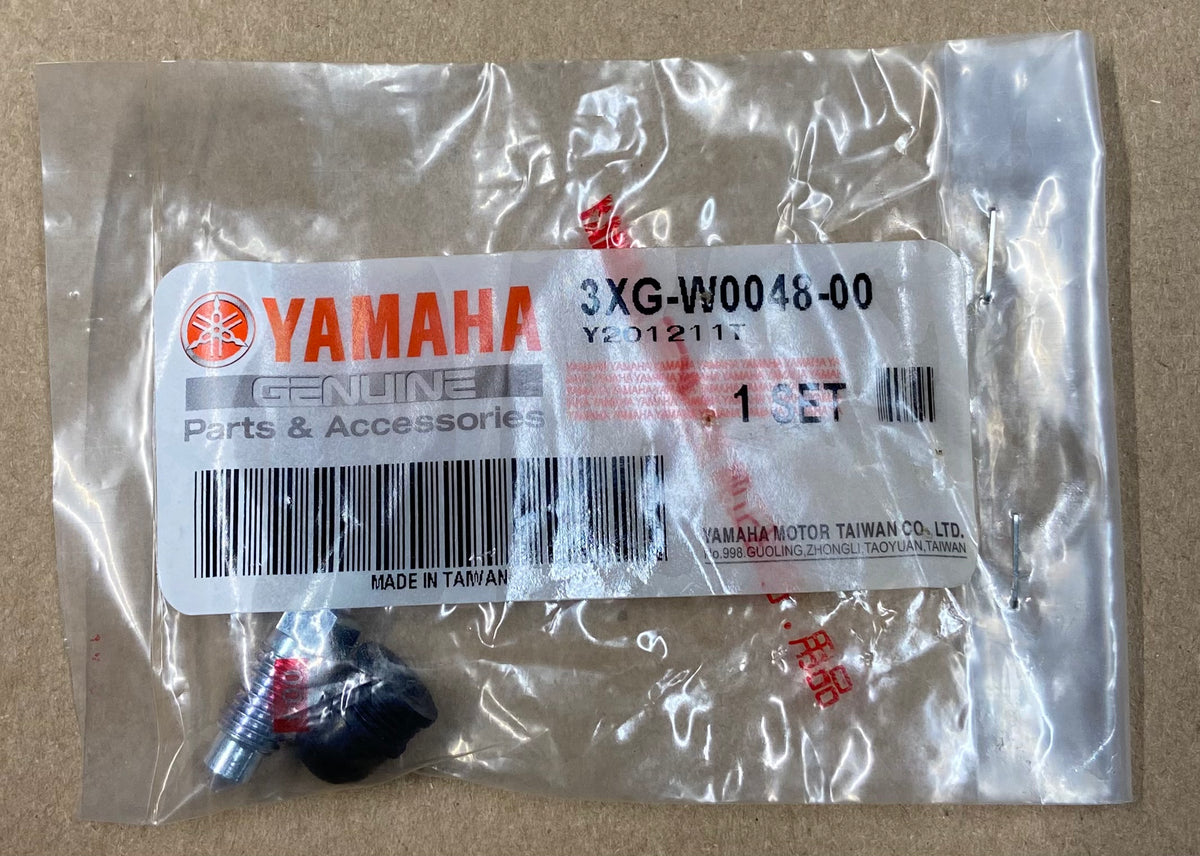 YAMAHA
GENUINE
Parts & Accessories
3XG-W0048-00
Y201211T
1 SET
MADE IN TAIWAN
YAMAHA MOTOR TAIWAN CO., LTD.
No.998.GUOLING,ZHONGLI,TAOYUAN,TAIWAN